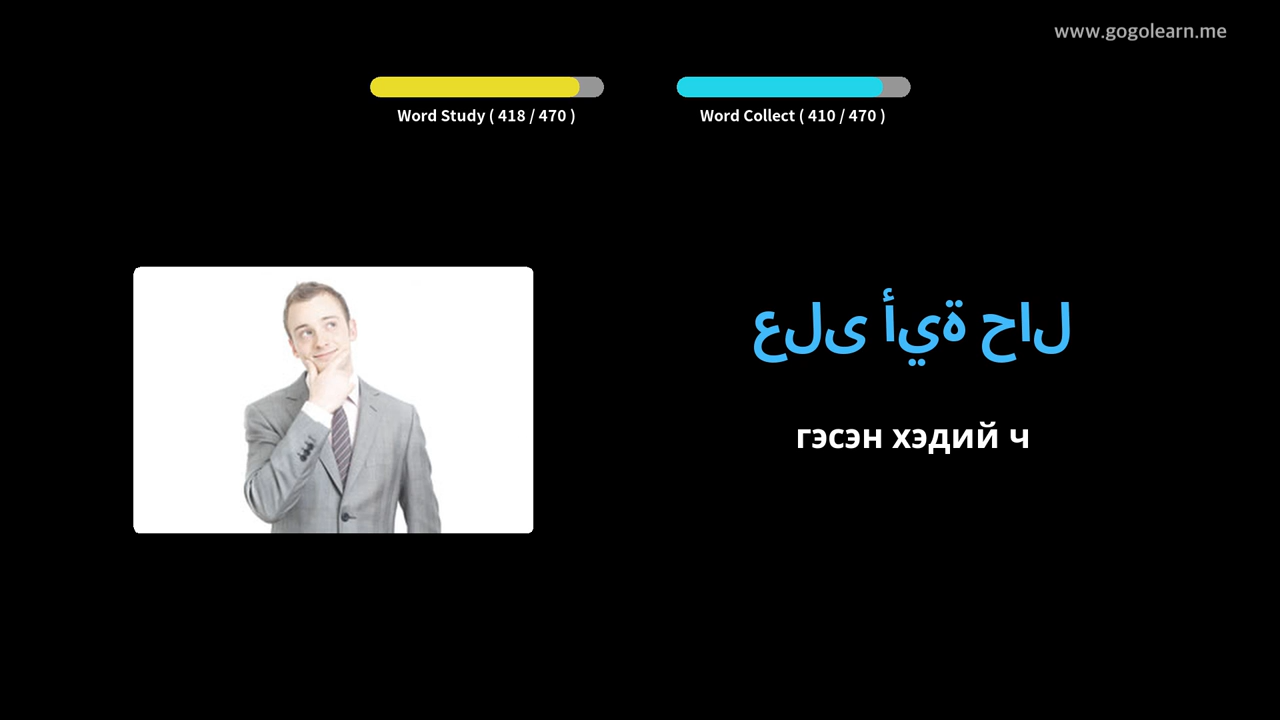 www.gogolearn.me
Word Study ( 418 / 470 )
Word Collect ( 410 / 470 )
على أية حال
гэсэн хэдий ч